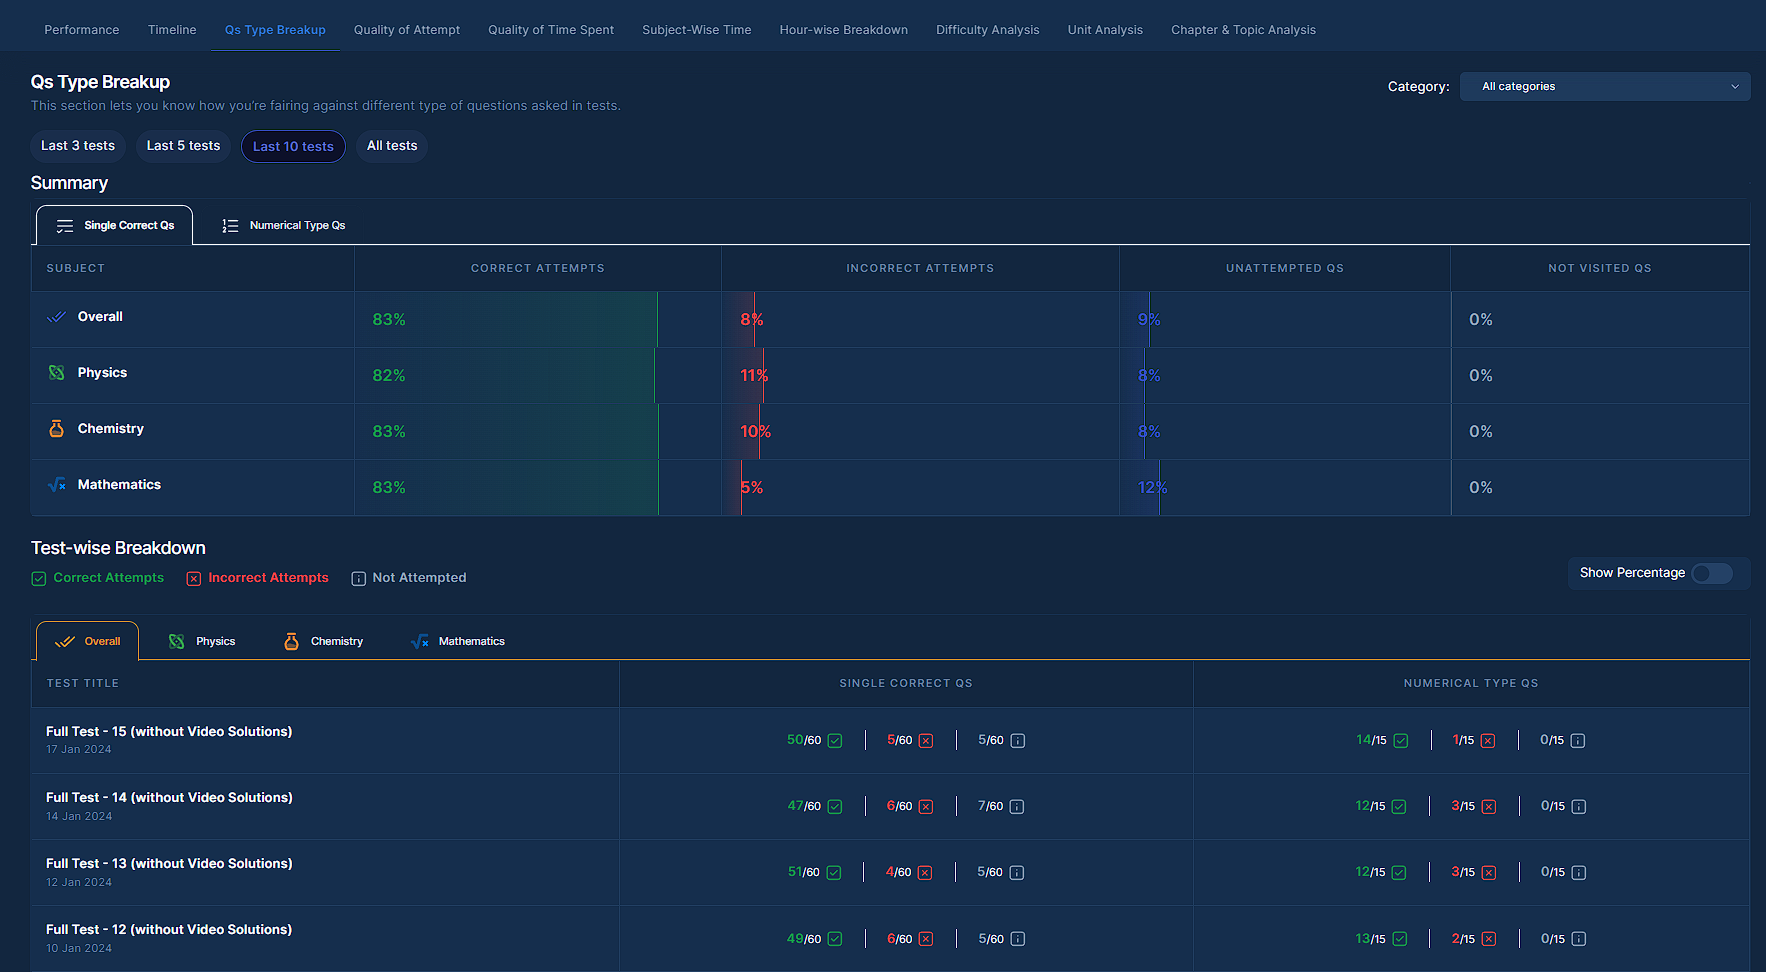 Performance Timeline Qs Type Breakup Quality of Attempt Quality of Time Spent Subject-Wise Time Hour-wise Breakdown Difficulty Analysis Unit Analysis Chapter & Topic Analysis
Qs Type Breakup
This section lets you know how you're fairing against different type of questions asked in tests.
Category: All categories
Last 3 tests Last 5 tests Last 10 tests All tests
Summary
Single Correct Qs Numerical Type Qs
SUBJECT CORRECT ATTEMPTS INCORRECT ATTEMPTS UNATTEMPTED QS NOT VISITED QS
Overall 83% 8% 9% 0%
Physics 82% 11% 8% 0%
Chemistry 83% 10% 8% 0%
Mathematics 83% 5% 12% 0%
Test-wise Breakdown
Correct Attempts Incorrect Attempts Not Attempted
Show Percentage
Overall Physics Chemistry Mathematics
TEST TITLE SINGLE CORRECT QS NUMERICAL TYPE QS
Full Test - 15 (without Video Solutions)
17 Jan 2024
50/60 5/60 5/60 14/15 1/15 0/15
Full Test - 14 (without Video Solutions)
14 Jan 2024
47/60 6/60 7/60 12/15 3/15 0/15
Full Test - 13 (without Video Solutions)
12 Jan 2024
51/60 4/60 5/60 12/15 3/15 0/15
Full Test - 12 (without Video Solutions)
10 Jan 2024
49/60 6/60 5/60 13/15 2/15 0/15